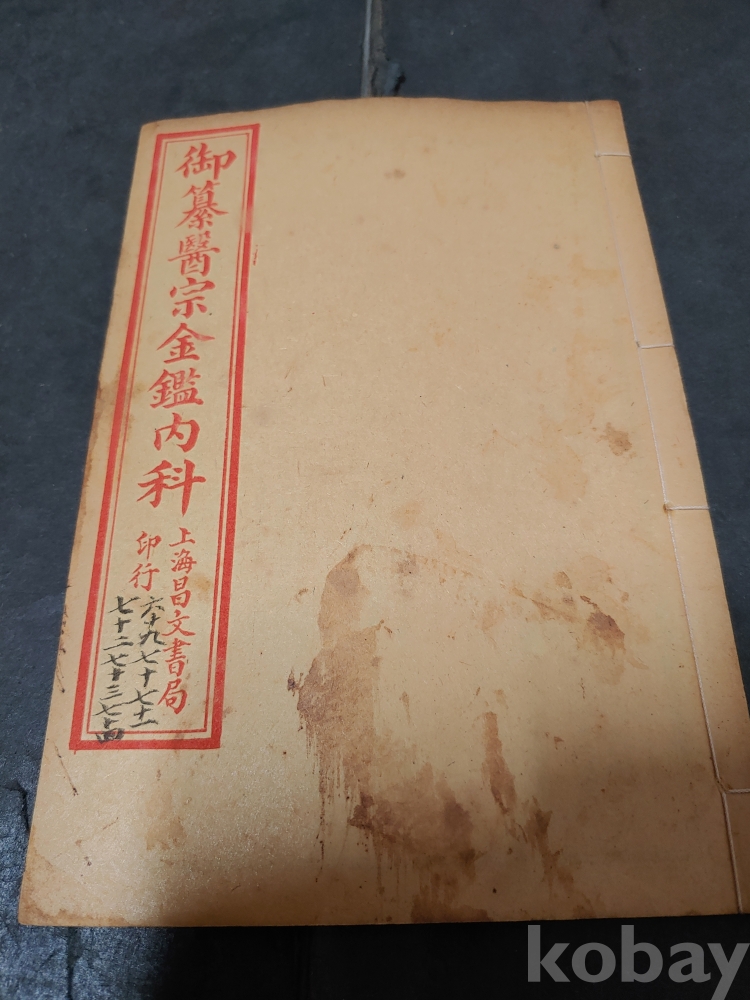 御纂醫宗金鑑內科
上海昌文書局
印行
六十九 七十 七十一
七十二 七十三 七十四
kobay